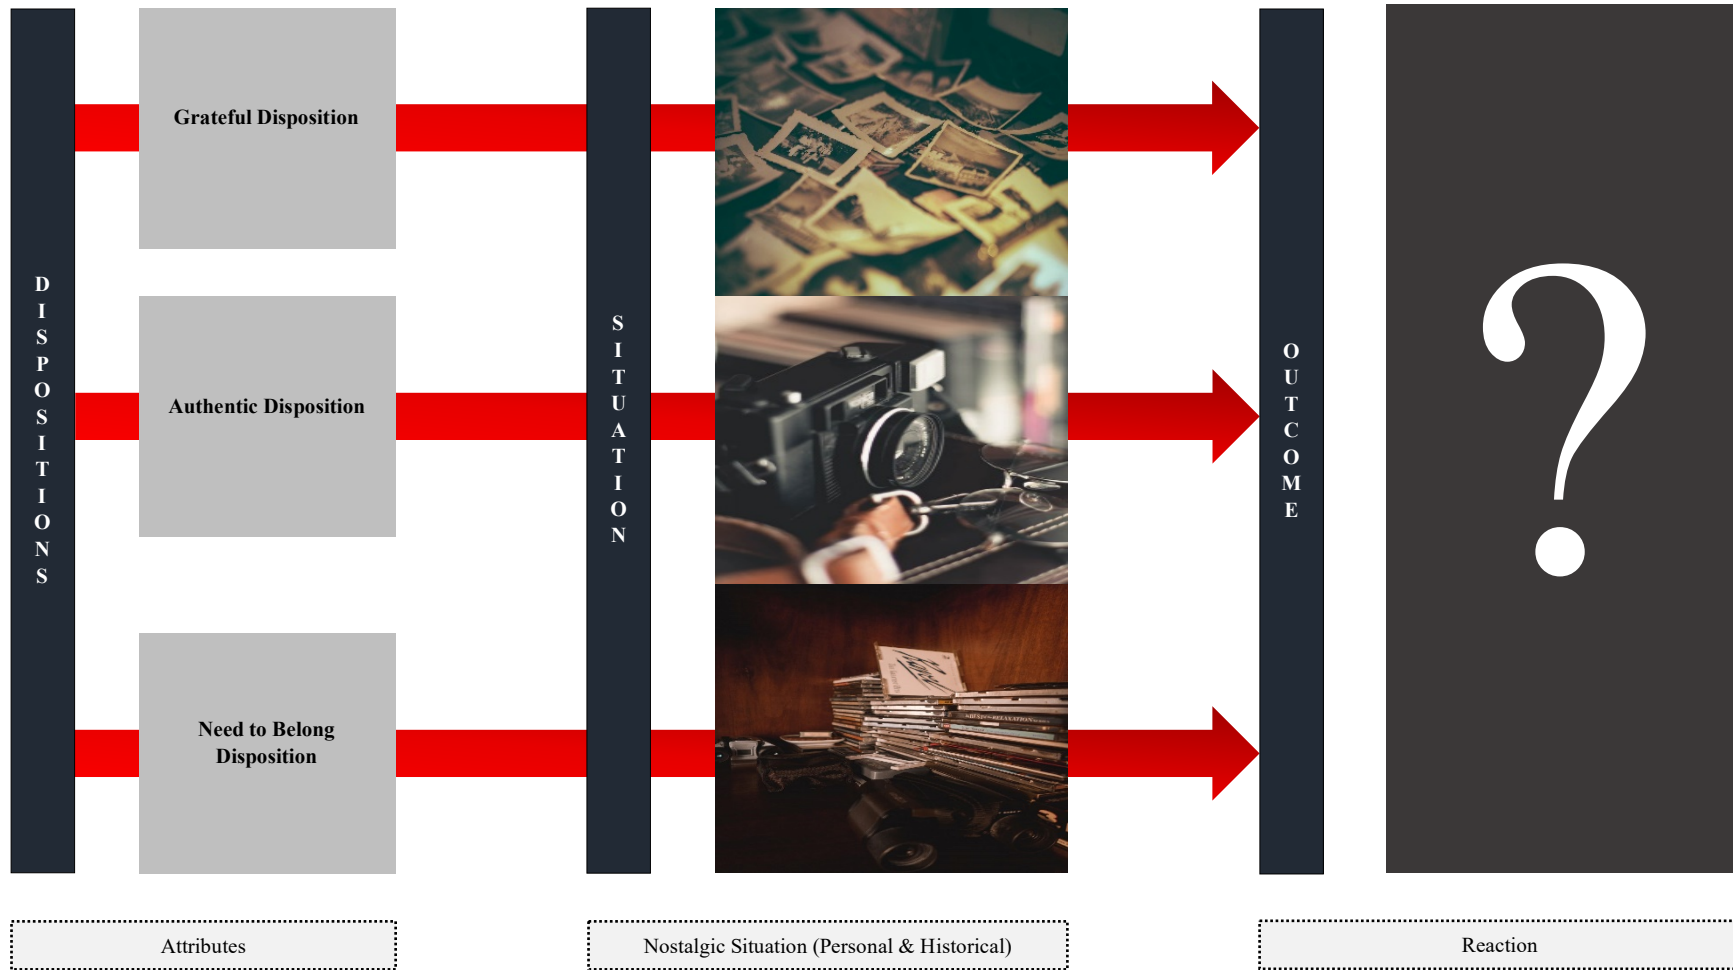 DISPOSITIONS
Grateful Disposition
Authentic Disposition
Need to Belong
Disposition
SITUATION
OUTCOME
?
Attributes
Nostalgic Situation (Personal & Historical)
Reaction